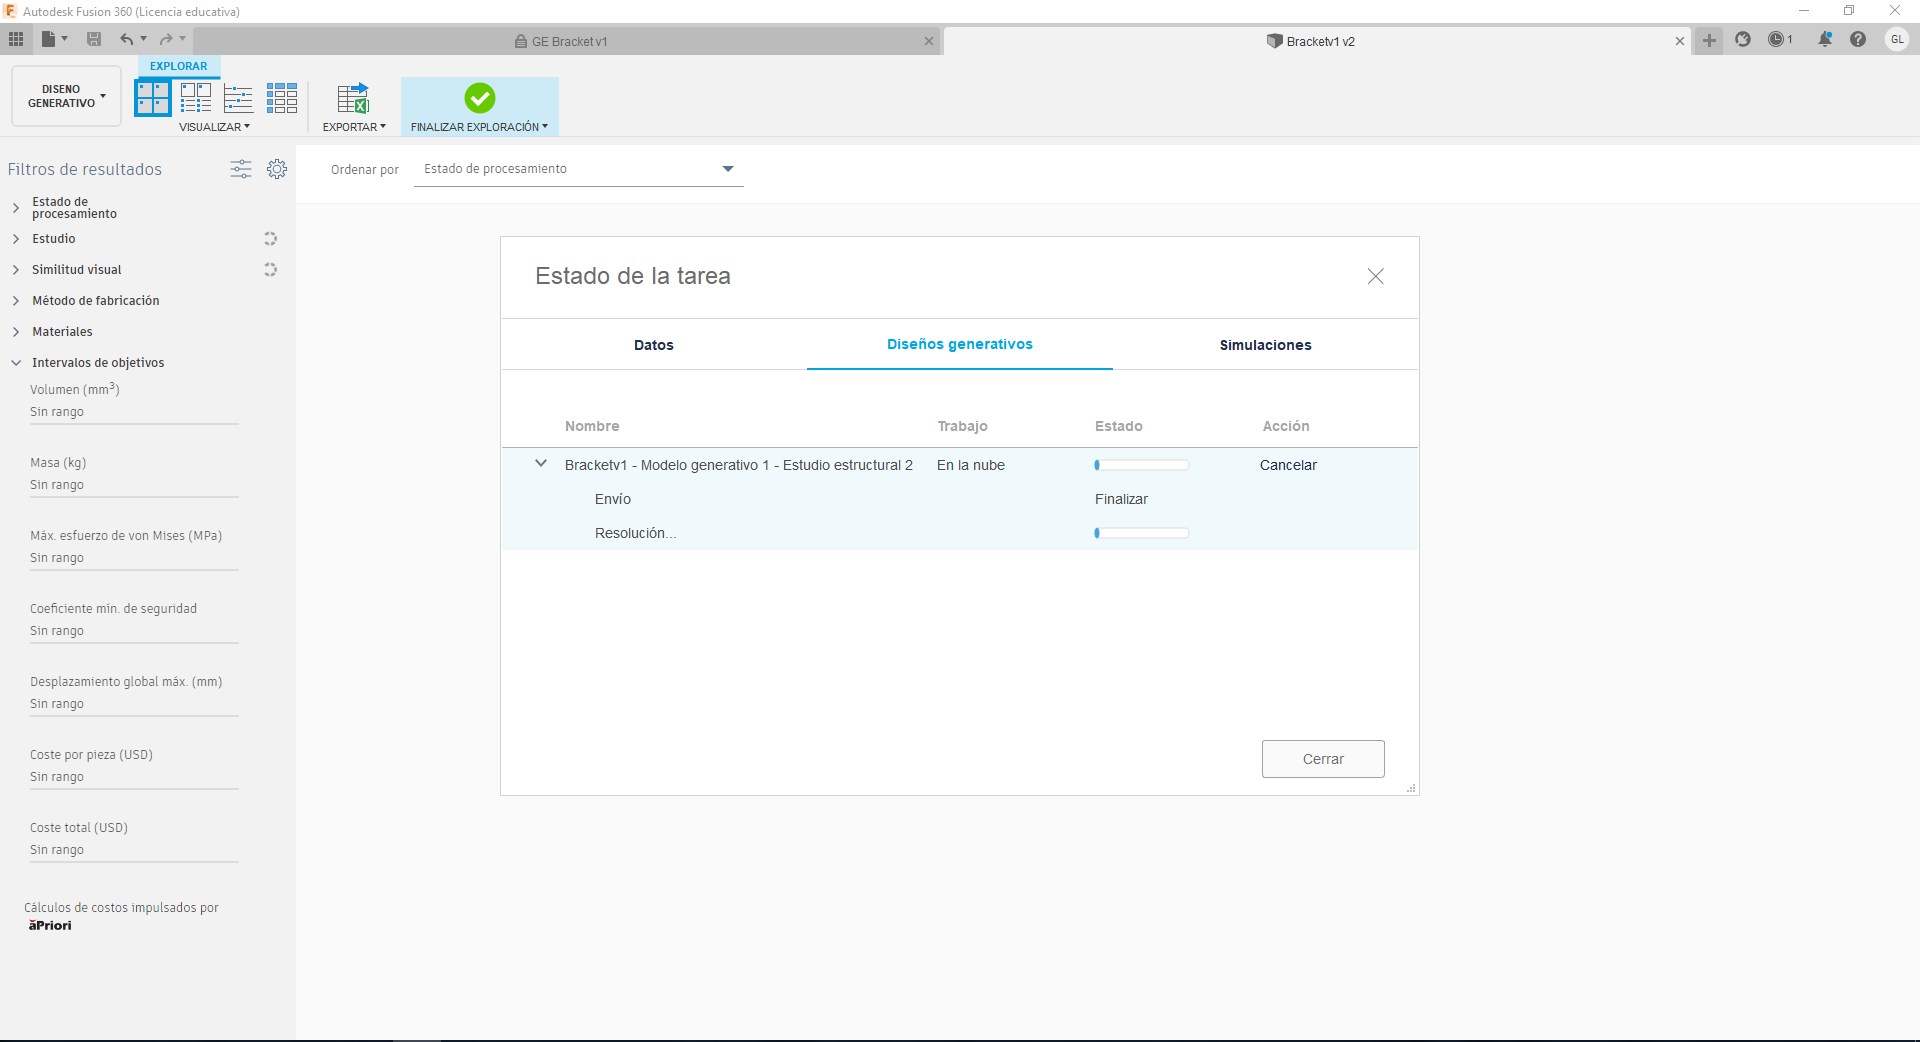 Autodesk Fusion 360 (Licencia educativa)
GE Bracket v1
Bracketv1 v2
1
GL
DISENO
GENERATIVO
EXPLORAR
VISUALIZAR
EXPORTAR
FINALIZAR EXPLORACIÓN
Filtros de resultados
Estado de
procesamiento
Estudio
Similitud visual
Método de fabricación
Materiales
Intervalos de objetivos
Volumen (mm³)
Sin rango
Masa (kg)
Sin rango
Máx. esfuerzo de von Mises (MPa)
Sin rango
Coeficiente mín. de seguridad
Sin rango
Desplazamiento global máx. (mm)
Sin rango
Coste por pieza (USD)
Sin rango
Coste total (USD)
Sin rango
Cálculos de costos impulsados por
aPriori
Ordenar por
Estado de procesamiento
Estado de la tarea
Datos
Diseños generativos
Simulaciones
Nombre Trabajo Estado Acción
Bracketv1 - Modelo generativo 1 - Estudio estructural 2 En la nube Cancelar
Envío Finalizar
Resolución...
Cerrar